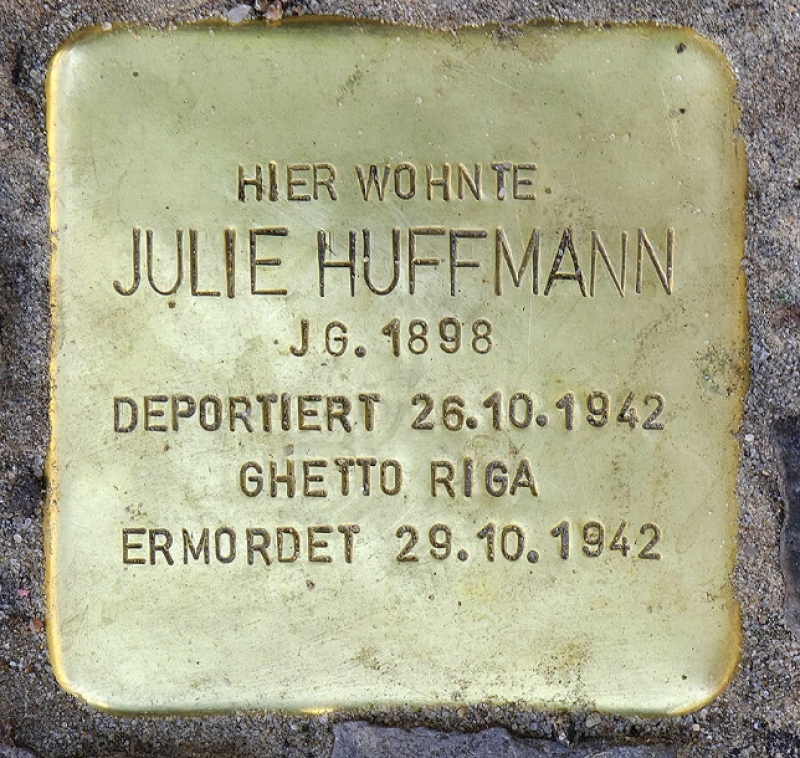 HIER WOHNTE
JULIE HUFFMANN
JG. 1898
DEPORTIERT 26.10.1942
GHETTO RIGA
ERMORDET 29.10.1942